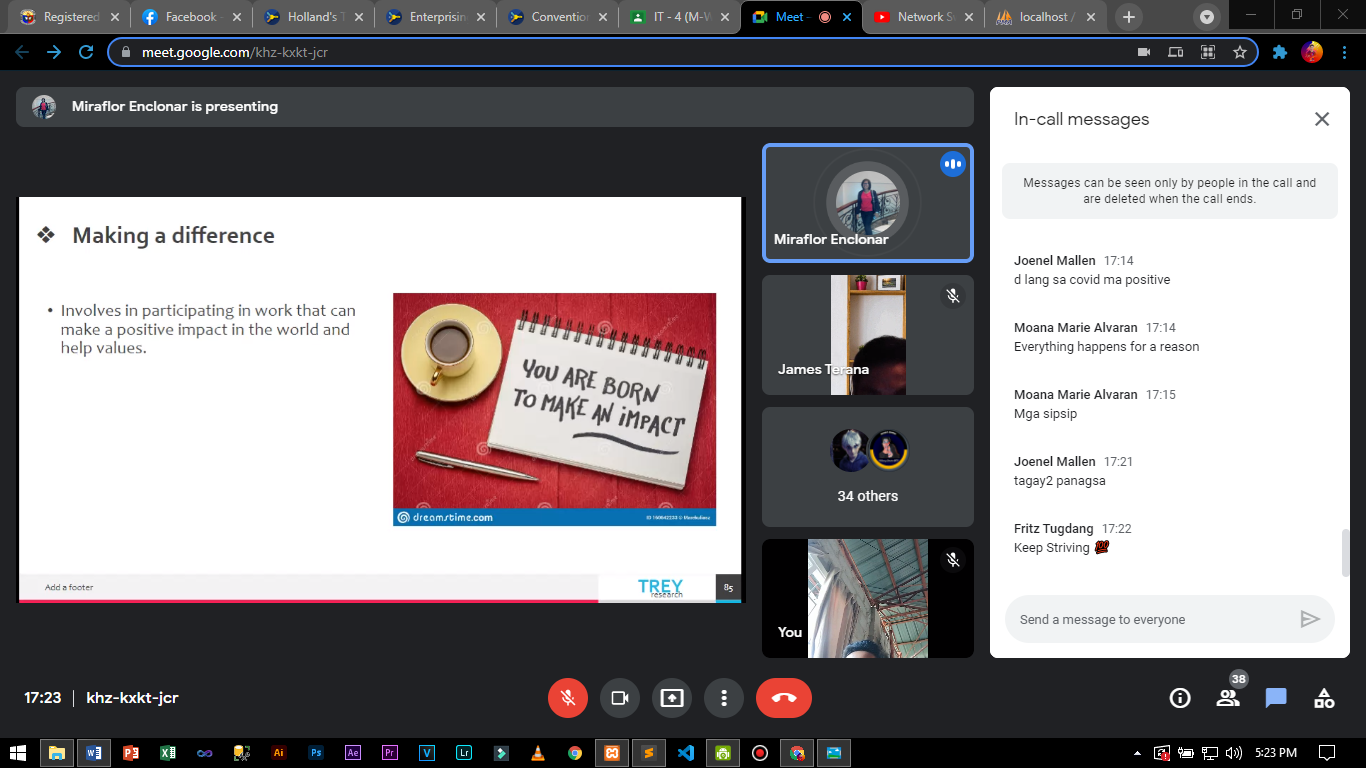 Registered
Facebook
Holland's T
Enterprisin
Convention
IT - 4 (M-W
Meet -
Network S
localhost /
meet.google.com/khz-kxkt-jcr
Miraflor Enclonar is presenting
❖ Making a difference
• Involves in participating in work that can
make a positive impact in the world and
help values.
YOU ARE BORN
TO MAKE AN IMPACT
dreamstime.com
Add a footer
TREY
research
85
Miraflor Enclonar
James Terana
34 others
You
In-call messages
Messages can be seen only by people in the call and
are deleted when the call ends.
Joenel Mallen 17:14
d lang sa covid ma positive
Moana Marie Alvaran 17:14
Everything happens for a reason
Moana Marie Alvaran 17:15
Mga sipsip
Joenel Mallen 17:21
tagay2 panagsa
Fritz Tugdang 17:22
Keep Striving 💯
Send a message to everyone
17:23 | khz-kxkt-jcr
38
Ai
Ps
Ae
Pr
V
Lr
5:23 PM